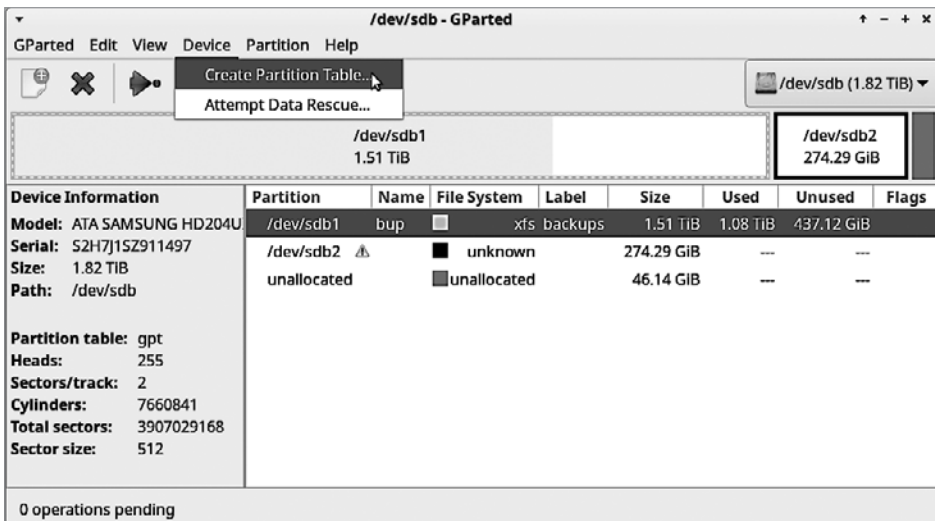 /dev/sdb - GParted
GParted Edit View Device Partition Help
Create Partition Table...
Attempt Data Rescue...
/dev/sdb (1.82 TiB)
/dev/sdb1
1.51 TiB
/dev/sdb2
274.29 GiB
Device Information
Model: ATA SAMSUNG HD204U
Serial: S2H7J1SZ911497
Size: 1.82 TIB
Path: /dev/sdb
Partition table: gpt
Heads: 255
Sectors/track: 2
Cylinders: 7660841
Total sectors: 3907029168
Sector size: 512
Partition Name File System Label Size Used Unused Flags
/dev/sdb1 bup xfs backups 1.51 TiB 1.08 TiB 437.12 GiB
/dev/sdb2 unknown 274.29 GiB --- ---
unallocated unallocated 46.14 GiB --- ---
0 operations pending